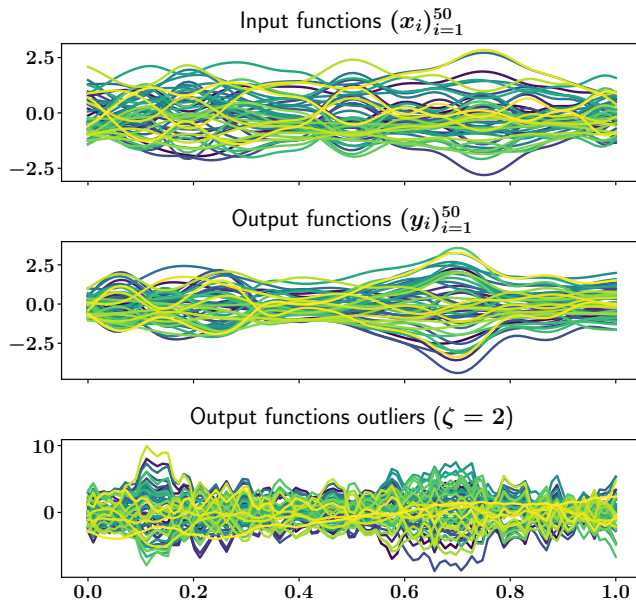 Input functions (x_i)_{i=1}^{50}
2.5
0.0
−2.5
Output functions (y_i)_{i=1}^{50}
2.5
0.0
−2.5
Output functions outliers (ζ = 2)
10
0
0.0 0.2 0.4 0.6 0.8 1.0